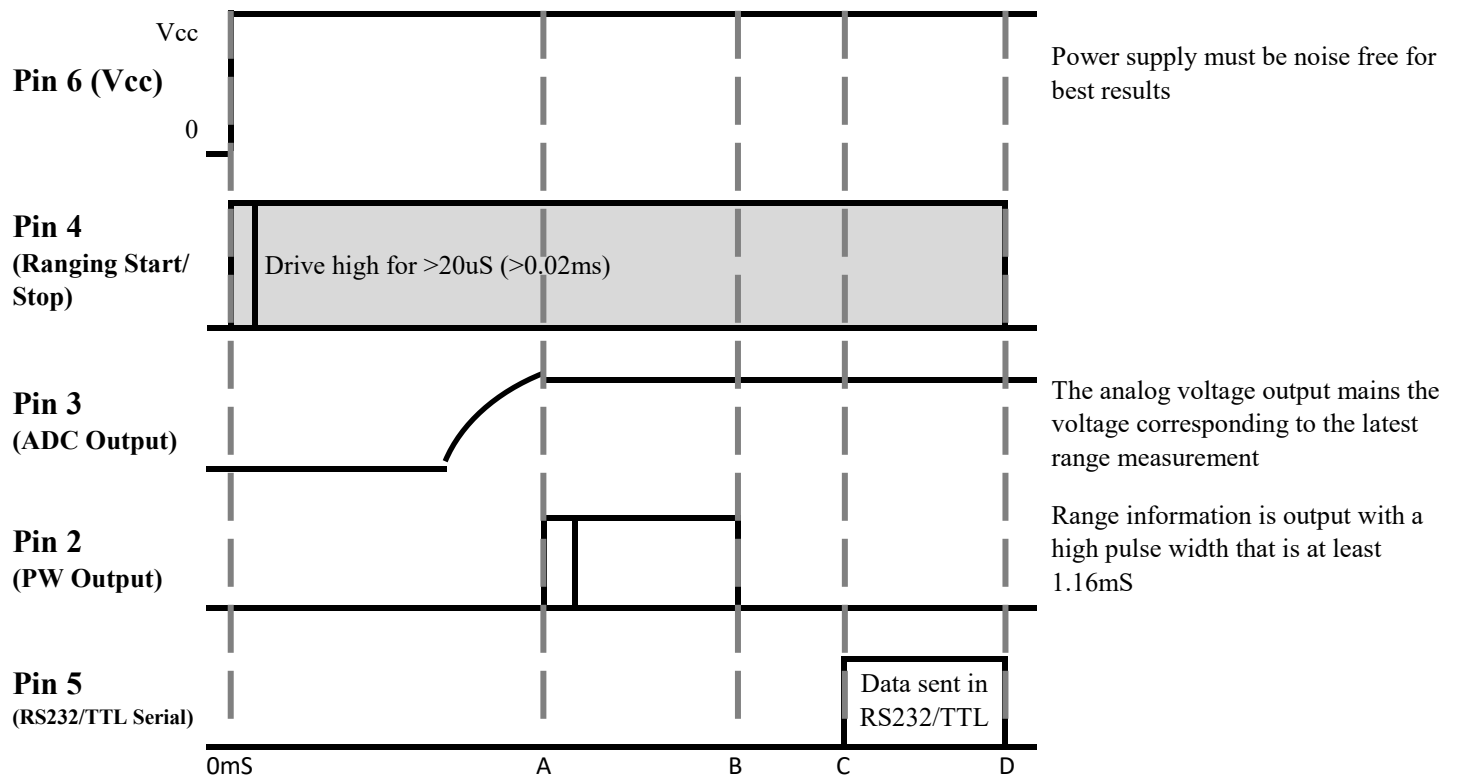 Vcc
Pin 6 (Vcc)
0
Power supply must be noise free for
best results
Pin 4
(Ranging Start/
Stop)
Drive high for >20uS (>0.02ms)
Pin 3
(ADC Output)
The analog voltage output mains the
voltage corresponding to the latest
range measurement
Pin 2
(PW Output)
Range information is output with a
high pulse width that is at least
1.16mS
Pin 5
(RS232/TTL Serial)
Data sent in
RS232/TTL
0mS A B C D